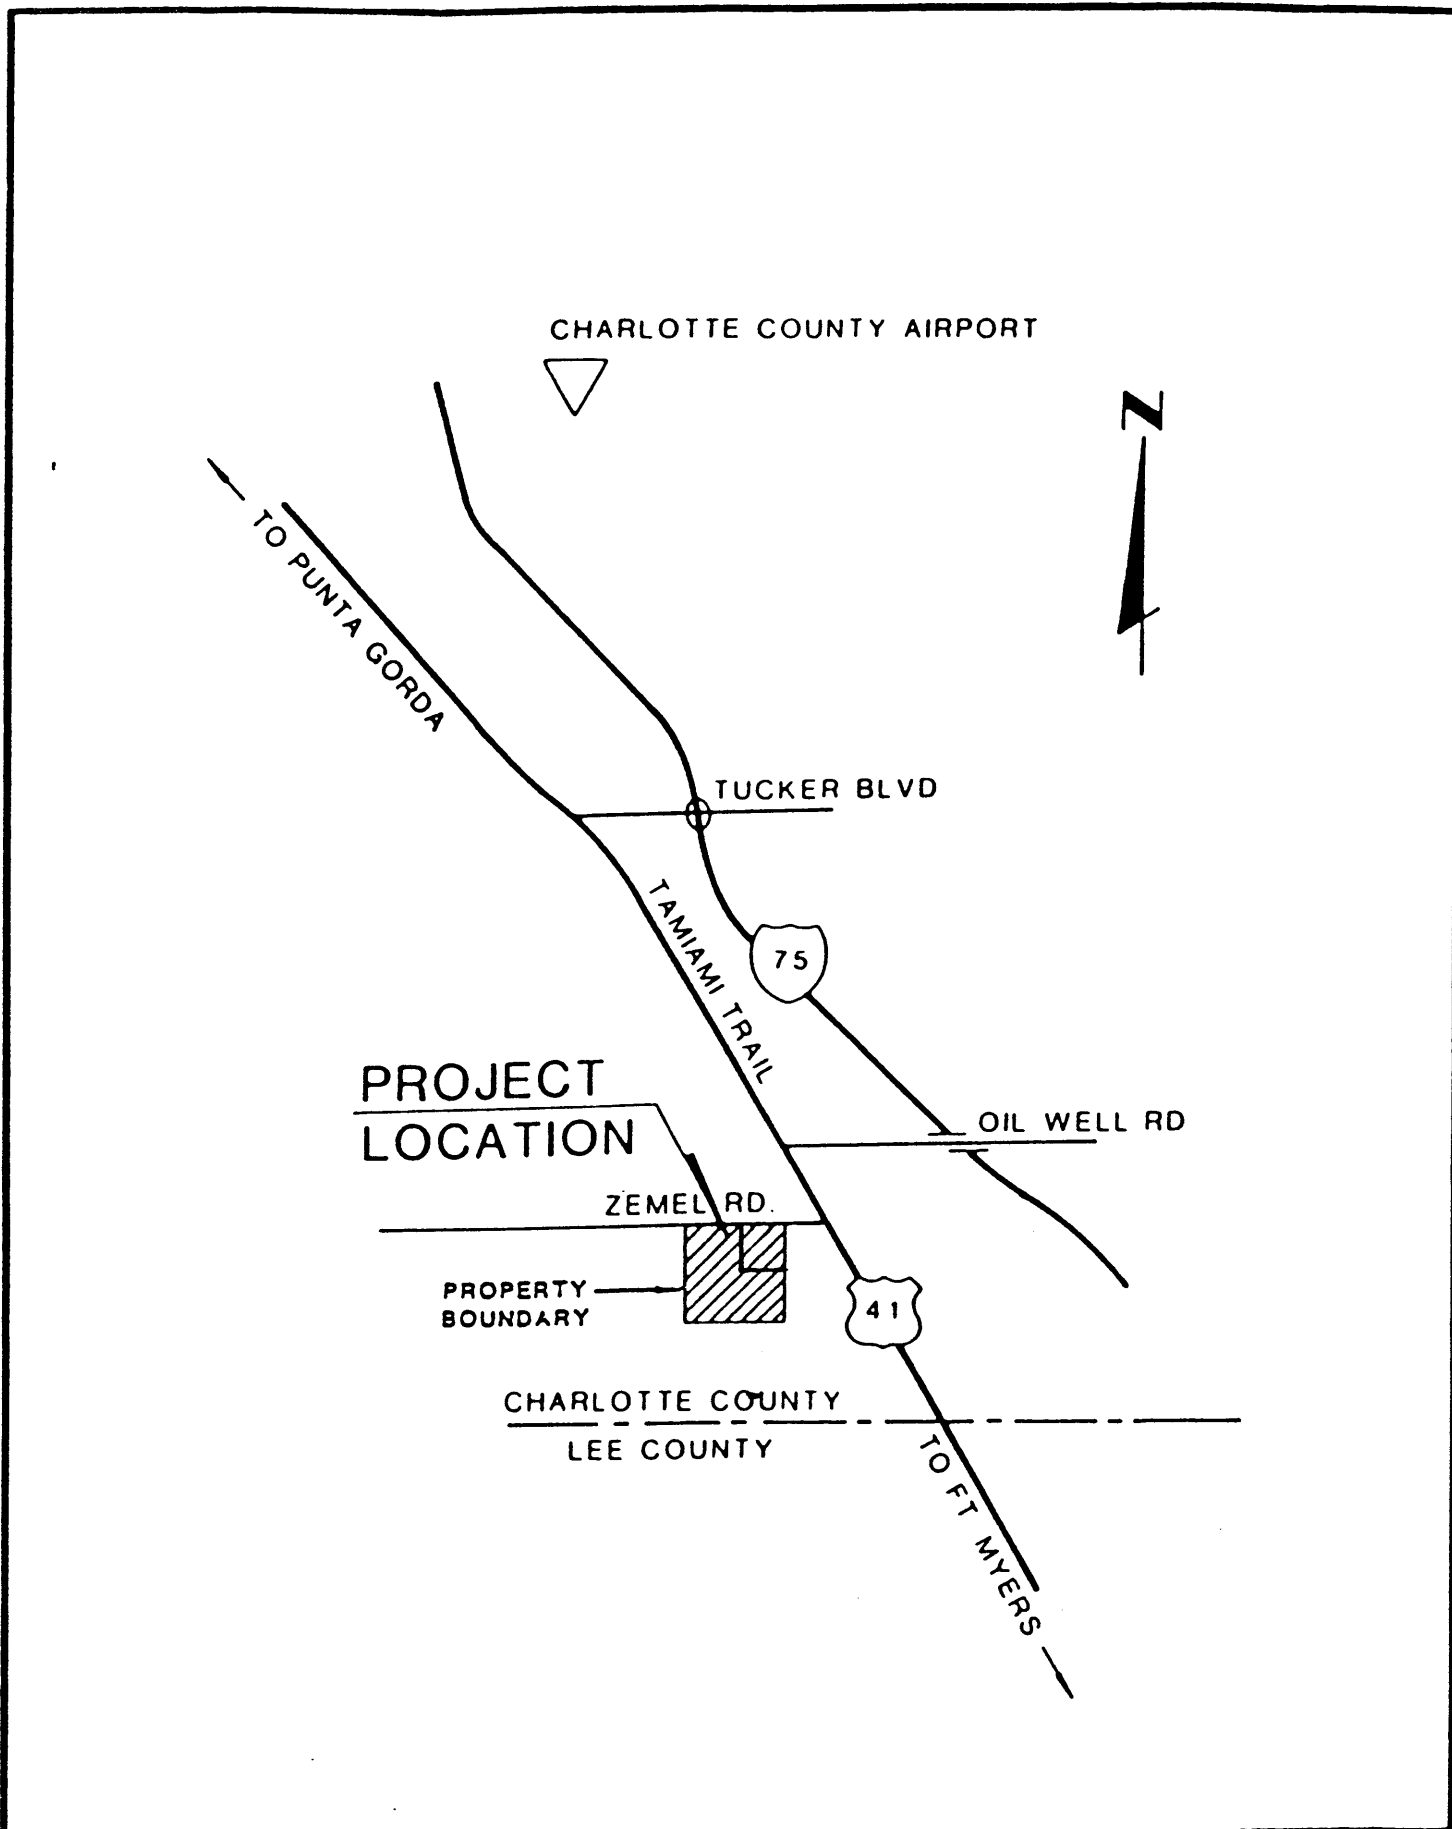 CHARLOTTE COUNTY AIRPORT
N
TO PUNTA GORDA
TUCKER BLVD
TAMIAMI TRAIL
75
PROJECT
LOCATION
OIL WELL RD
ZEMEL RD.
PROPERTY
BOUNDARY
41
CHARLOTTE COUNTY
LEE COUNTY
TO FT MYERS